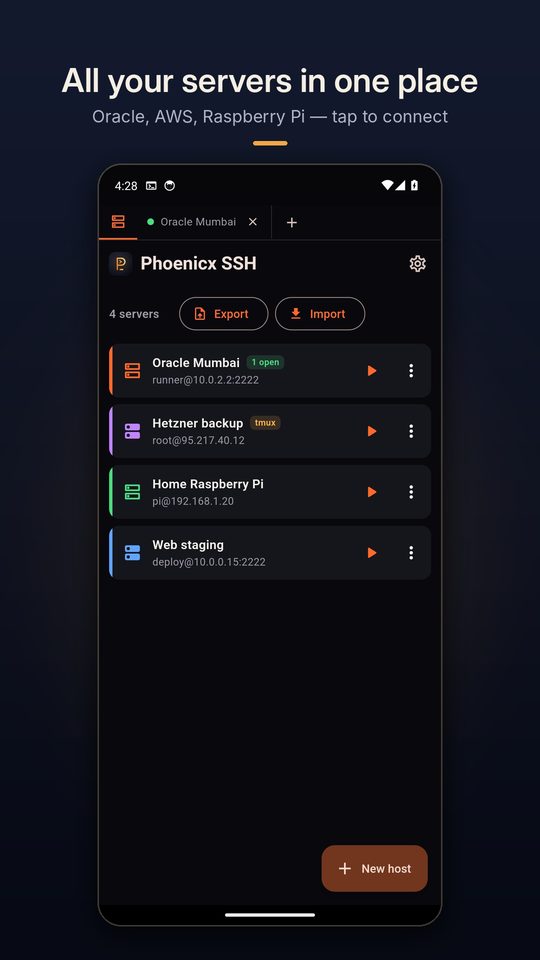 All your servers in one place
Oracle, AWS, Raspberry Pi — tap to connect
4:28
Oracle Mumbai
Phoenicx SSH
4 servers Export Import
Oracle Mumbai 1 open
runner@10.0.2.2:2222
Hetzner backup tmux
root@95.217.40.12
Home Raspberry Pi
pi@192.168.1.20
Web staging
deploy@10.0.0.15:2222
New host